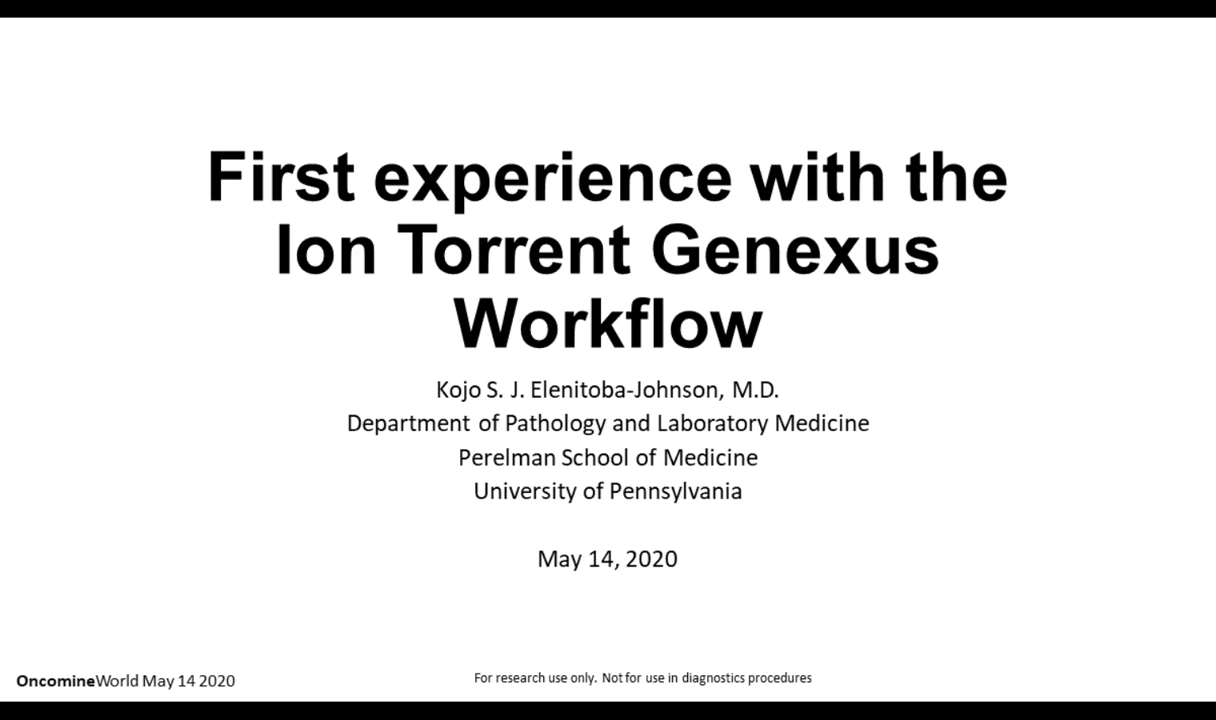 First experience with the
Ion Torrent Genexus
Workflow
Kojo S. J. Elenitoba-Johnson, M.D.
Department of Pathology and Laboratory Medicine
Perelman School of Medicine
University of Pennsylvania
May 14, 2020
OncomineWorld May 14 2020
For research use only. Not for use in diagnostics procedures